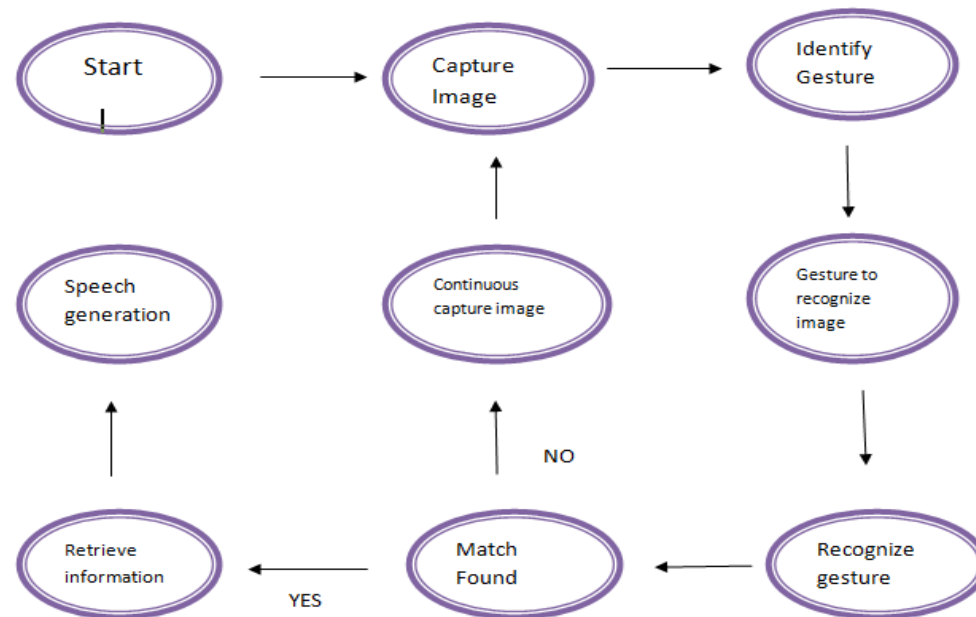 Start
Capture
Image
Identify
Gesture
Speech
generation
Continuous
capture image
Gesture to
recognize
image
NO
Retrieve
information
YES
Match
Found
Recognize
gesture